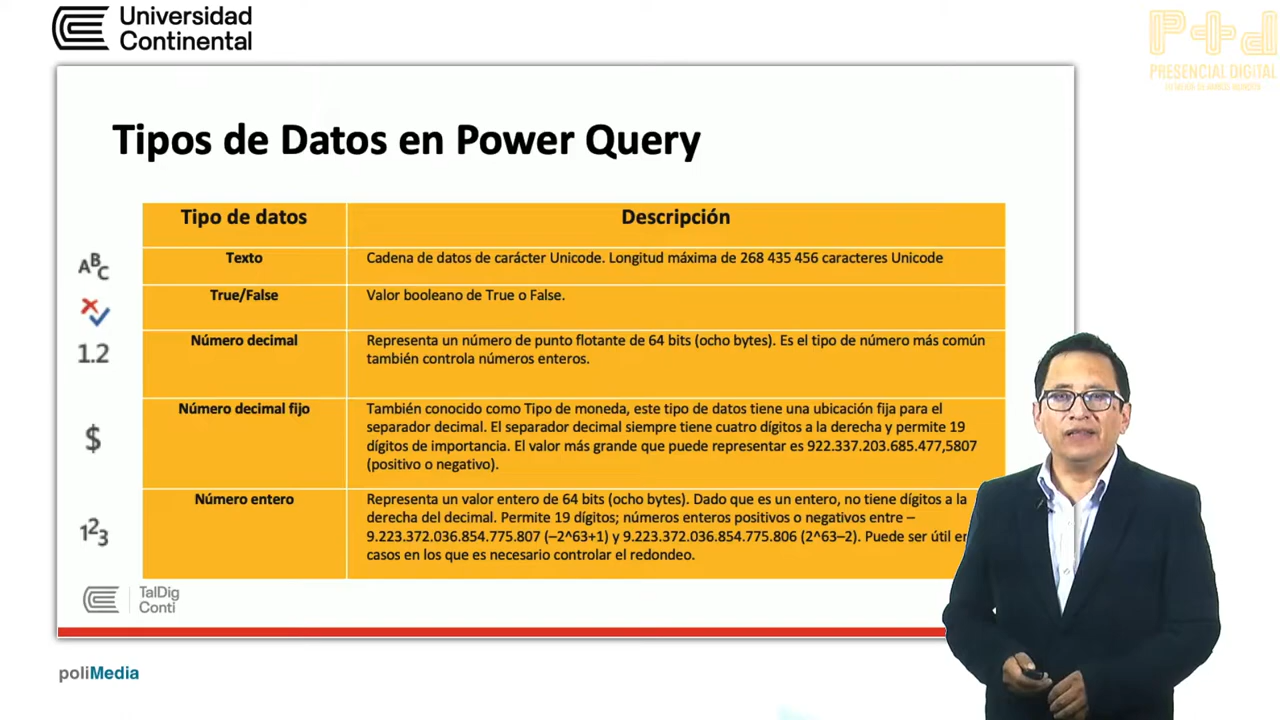 Universidad
Continental
P+d
PRESENCIAL DIGITAL
Tipos de Datos en Power Query
Tipo de datos
Descripción
ABC
Texto
Cadena de datos de carácter Unicode. Longitud máxima de 268 435 456 caracteres Unicode
True/False
Valor booleano de True o False.
1.2
Número decimal
Representa un número de punto flotante de 64 bits (ocho bytes). Es el tipo de número más común
también controla números enteros.
$
Número decimal fijo
También conocido como Tipo de moneda, este tipo de datos tiene una ubicación fija para el
separador decimal. El separador decimal siempre tiene cuatro dígitos a la derecha y permite 19
dígitos de importancia. El valor más grande que puede representar es 922.337.203.685.477,5807
(positivo o negativo).
123
Número entero
Representa un valor entero de 64 bits (ocho bytes). Dado que es un entero, no tiene dígitos a la
derecha del decimal. Permite 19 dígitos; números enteros positivos o negativos entre –
9.223.372.036.854.775.807 (–2^63+1) y 9.223.372.036.854.775.806 (2^63–2). Puede ser útil en
casos en los que es necesario controlar el redondeo.
TalDig
Conti
poliMedia